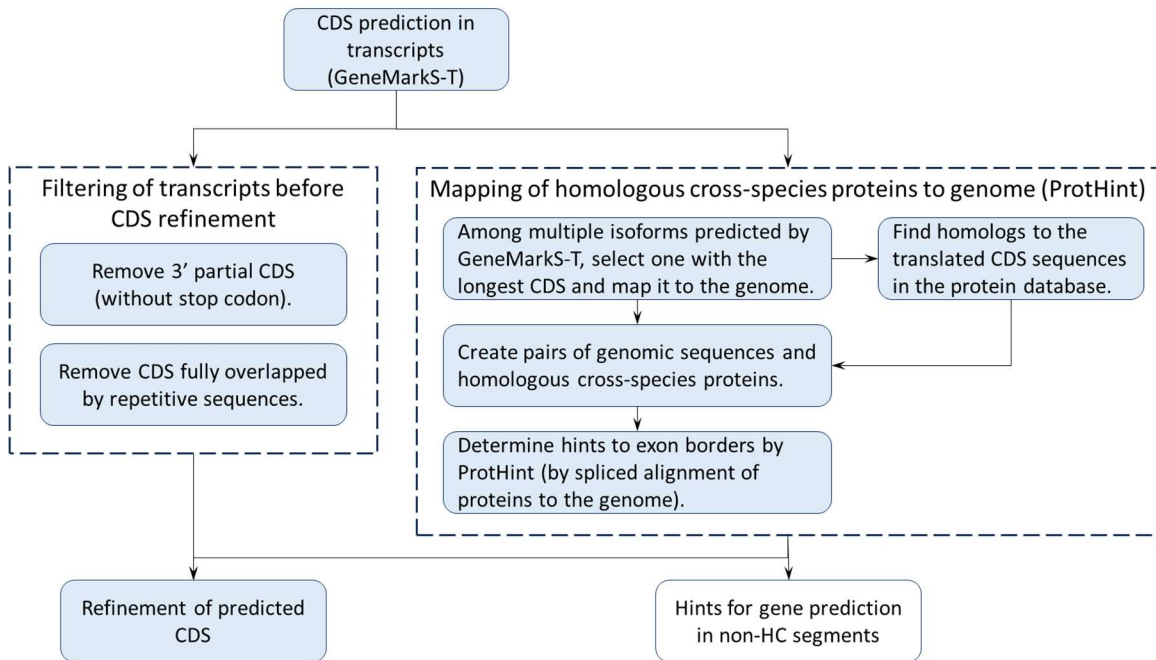 CDS prediction in
transcripts
(GeneMarkS-T)
Filtering of transcripts before
CDS refinement
Remove 3’ partial CDS
(without stop codon).
Remove CDS fully overlapped
by repetitive sequences.
Mapping of homologous cross-species proteins to genome (ProtHint)
Among multiple isoforms predicted by
GeneMarkS-T, select one with the
longest CDS and map it to the genome.
Find homologs to the
translated CDS sequences
in the protein database.
Create pairs of genomic sequences and
homologous cross-species proteins.
Determine hints to exon borders by
ProtHint (by spliced alignment of
proteins to the genome).
Refinement of predicted
CDS
Hints for gene prediction
in non-HC segments